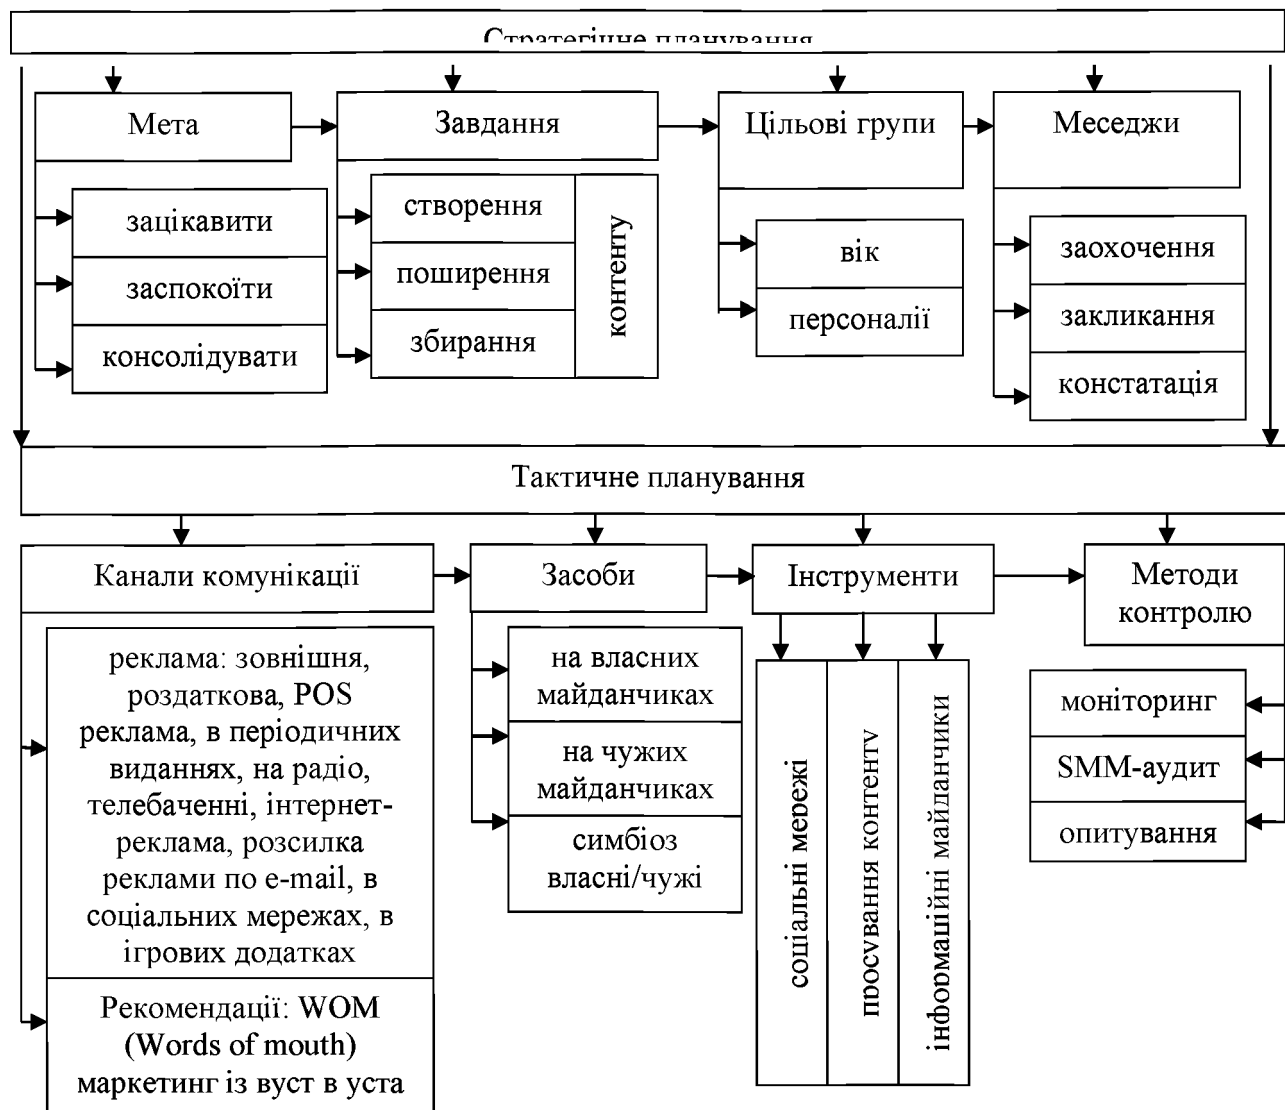 Стратегічне планування
Мета
Завдання
Цільові групи
Меседжи
зацікавити
заспокоїти
консолідувати
створення
поширення
збирання
контенту
вік
персоналії
заохочення
закликання
констатація
Тактичне планування
Канали комунікації
Засоби
Інструменти
Методи
контролю
реклама: зовнішня,
роздаткова, POS
реклама, в періодичних
виданнях, на радіо,
телебаченні, інтернет-
реклама, розсилка
реклами по e-mail, в
соціальних мережах, в
ігрових додатках
Рекомендації: WOM
(Words of mouth)
маркетинг із вуст в уста
на власних
майданчиках
на чужих
майданчиках
симбіоз
власні/чужі
соціальні мережі
просування контенту
інформаційні майданчики
моніторинг
SMM-аудит
опитування